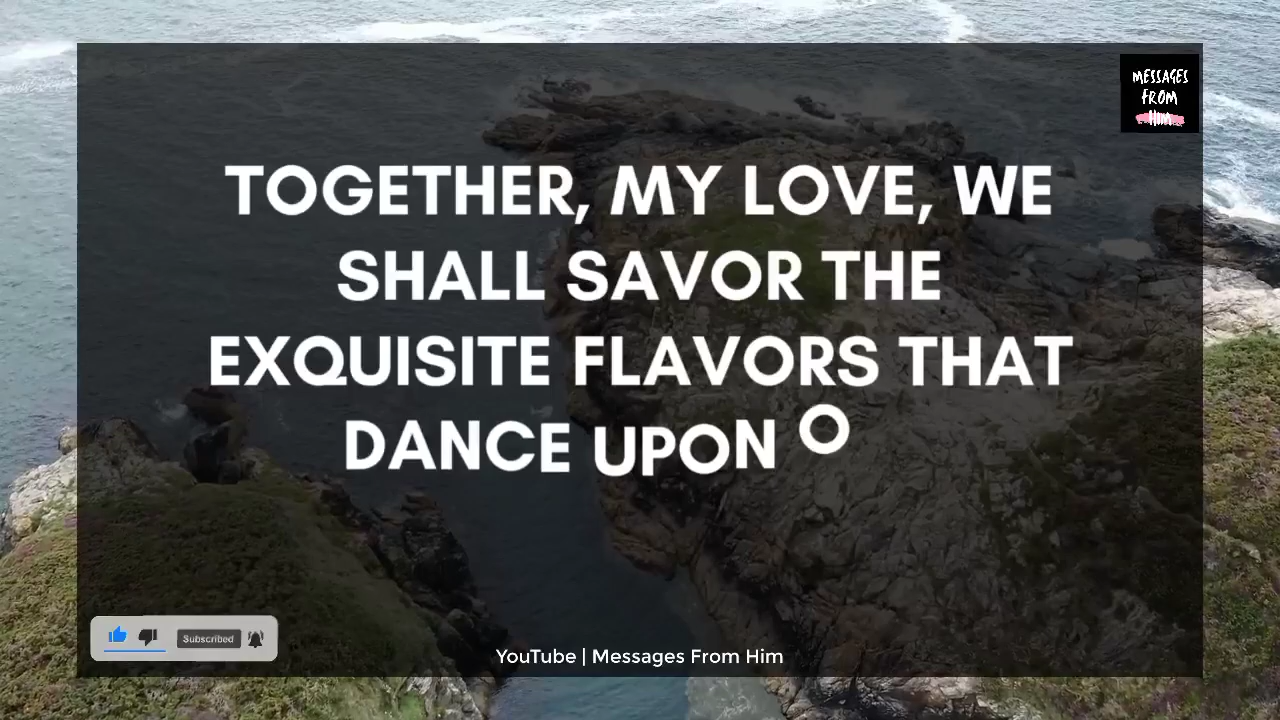 MESSAGES
FROM
HIM
TOGETHER, MY LOVE, WE
SHALL SAVOR THE
EXQUISITE FLAVORS THAT
DANCE UPON O
Subscribed
YouTube | Messages From Him